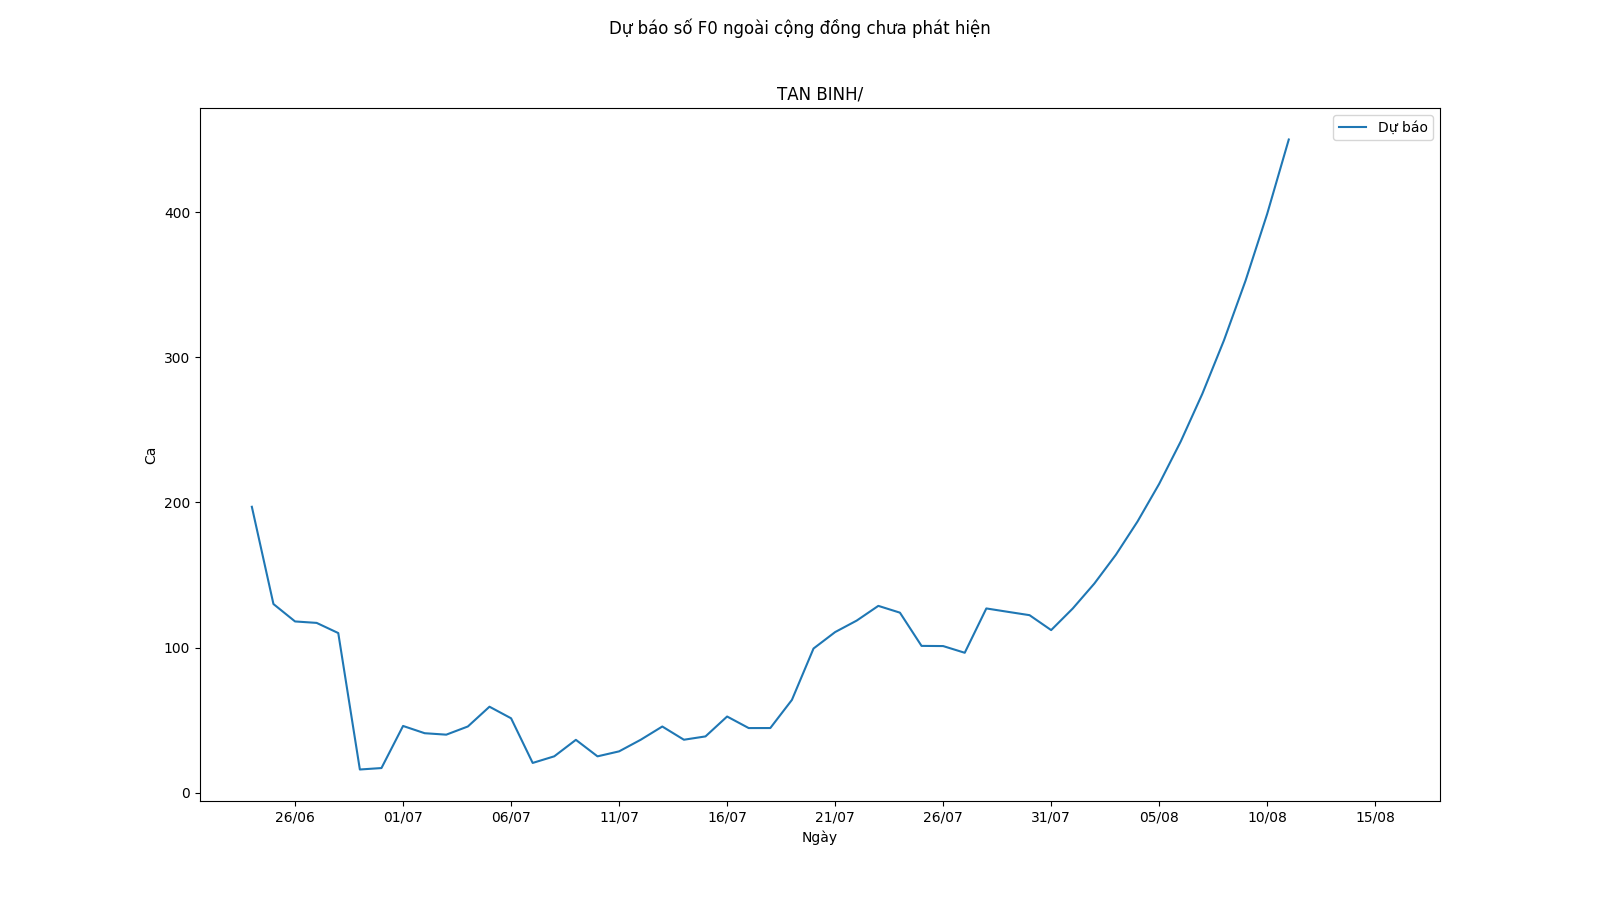 Dự báo số F0 ngoài cộng đồng chưa phát hiện
TAN BINH/
Dự báo
400
300
200
100
0
Ca
26/06 01/07 06/07 11/07 16/07 21/07 26/07 31/07 05/08 10/08 15/08
Ngày